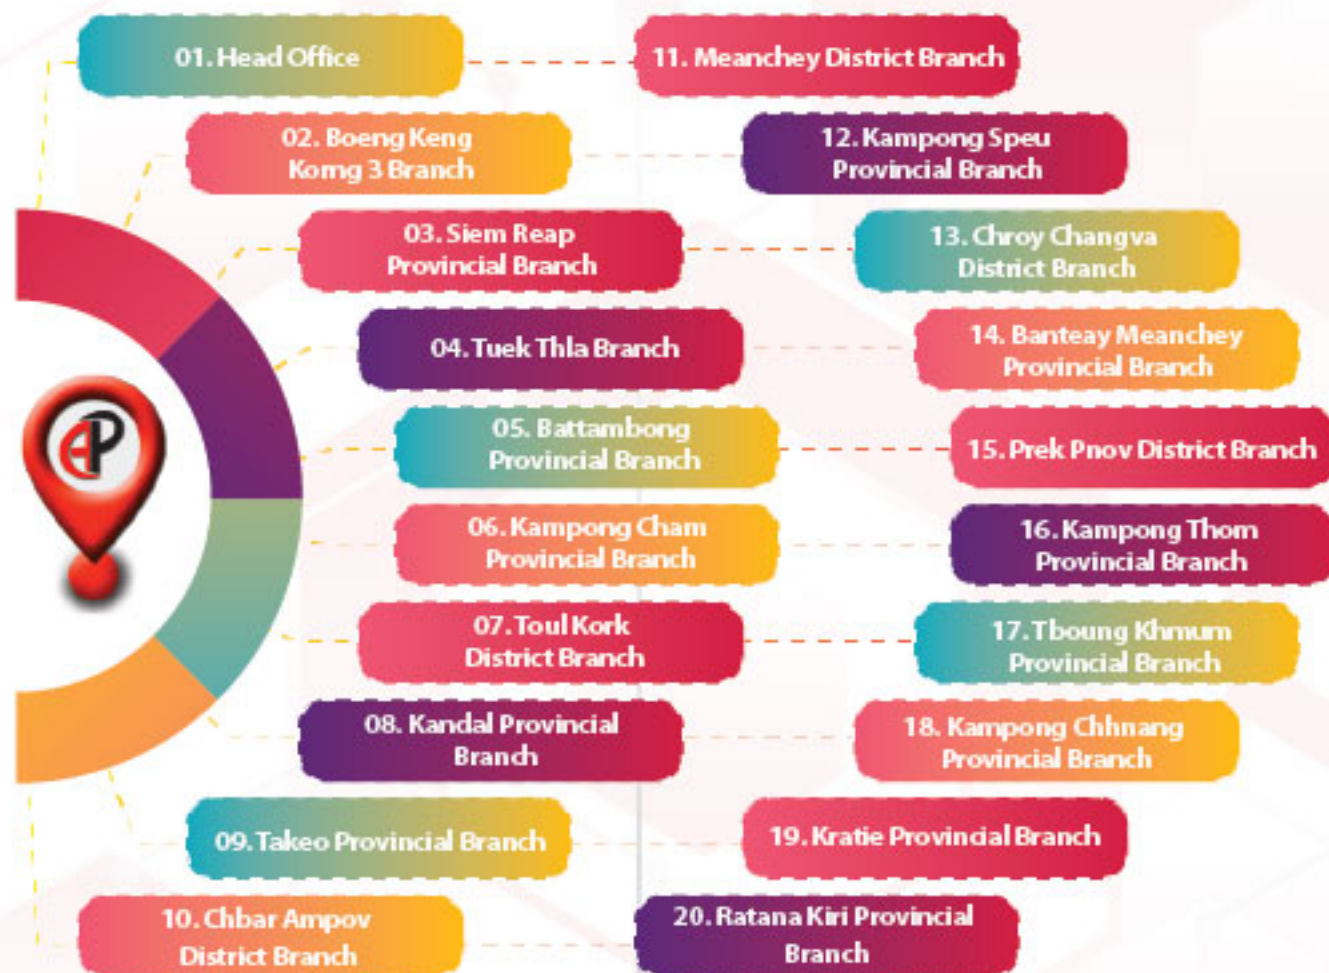 01. Head Office
02. Boeng Keng
Korng 3 Branch
03. Siem Reap
Provincial Branch
04. Tuek Thla Branch
05. Battambong
Provincial Branch
06. Kampong Cham
Provincial Branch
07. Toul Kork
District Branch
08. Kandal Provincial
Branch
09. Takeo Provincial Branch
10. Chbar Ampov
District Branch
11. Meanchey District Branch
12. Kampong Speu
Provincial Branch
13. Chroy Changva
District Branch
14. Banteay Meanchey
Provincial Branch
15. Prek Pnov District Branch
16. Kampong Thom
Provincial Branch
17. Tboung Khmum
Provincial Branch
18. Kampong Chhnang
Provincial Branch
19. Kratie Provincial Branch
20. Ratana Kiri Provincial
Branch
AP